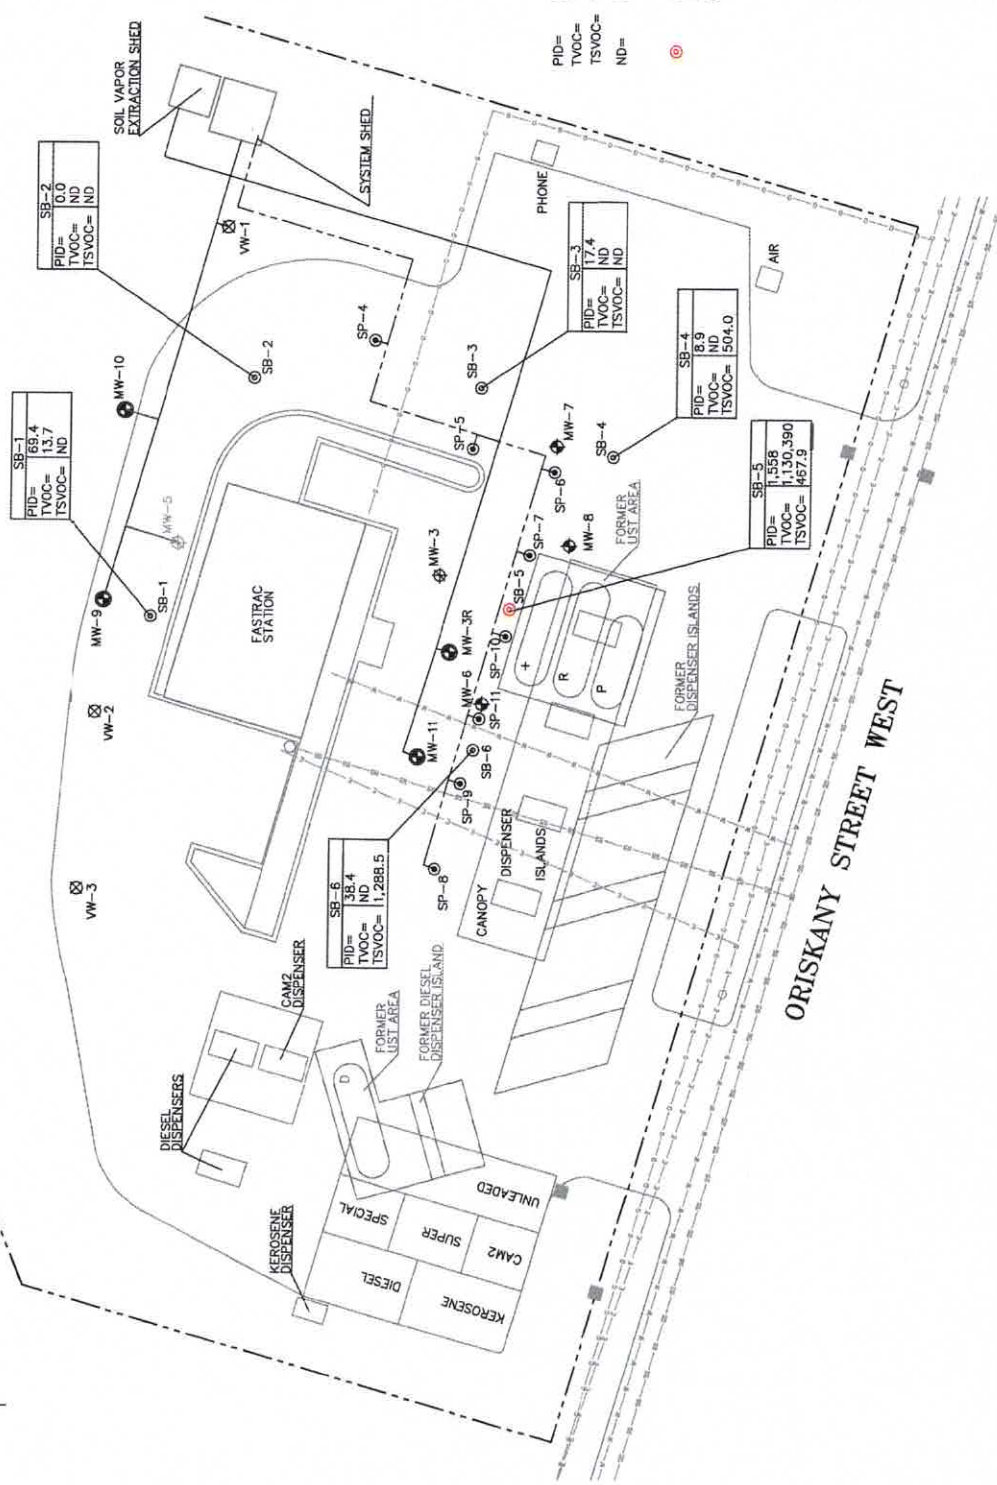 SOIL VAPOR
EXTRACTION SHED
SYSTEM SHED
SB-2
PID= 0.0
TVOC= ND
TSVOC= ND
VW-1
PHONE
AIR
PID=
TVOC=
TSVOC=
ND=
SB-1
PID= 69.4
TVOC= 13.7
TSVOC= ND
MW-10
SB-2
SP-4
SB-3
PID= 17.4
TVOC= ND
TSVOC= ND
SB-3
SB-4
PID= 8.9
TVOC= ND
TSVOC= 504.0
SB-4
SB-5
PID= 1,558
TVOC= 1,130,390
TSVOC= 467.9
MW-9
MW-5
SB-1
FASTRAC
STATION
MW-3
SP-5
MW-7
SP-6
SP-7
MW-8
SB-5
FORMER
UST AREA
MW-3R
SP-10
MW-6
SP-11
+
R
P
FORMER
DISPENSER ISLANDS
VW-2
MW-11
SB-6
SP-9
SP-8
CANOPY
DISPENSER
ISLANDS
SB-6
PID= 38.4
TVOC= ND
TSVOC= 1,288.5
VW-3
CAM2
DISPENSER
DIESEL
DISPENSERS
FORMER
UST AREA
D
FORMER DIESEL
DISPENSER ISLAND
KEROSENE
DISPENSER
UNLEADED
SPECIAL
SUPER
CAM2
DIESEL
KEROSENE
ORISKANY STREET WEST